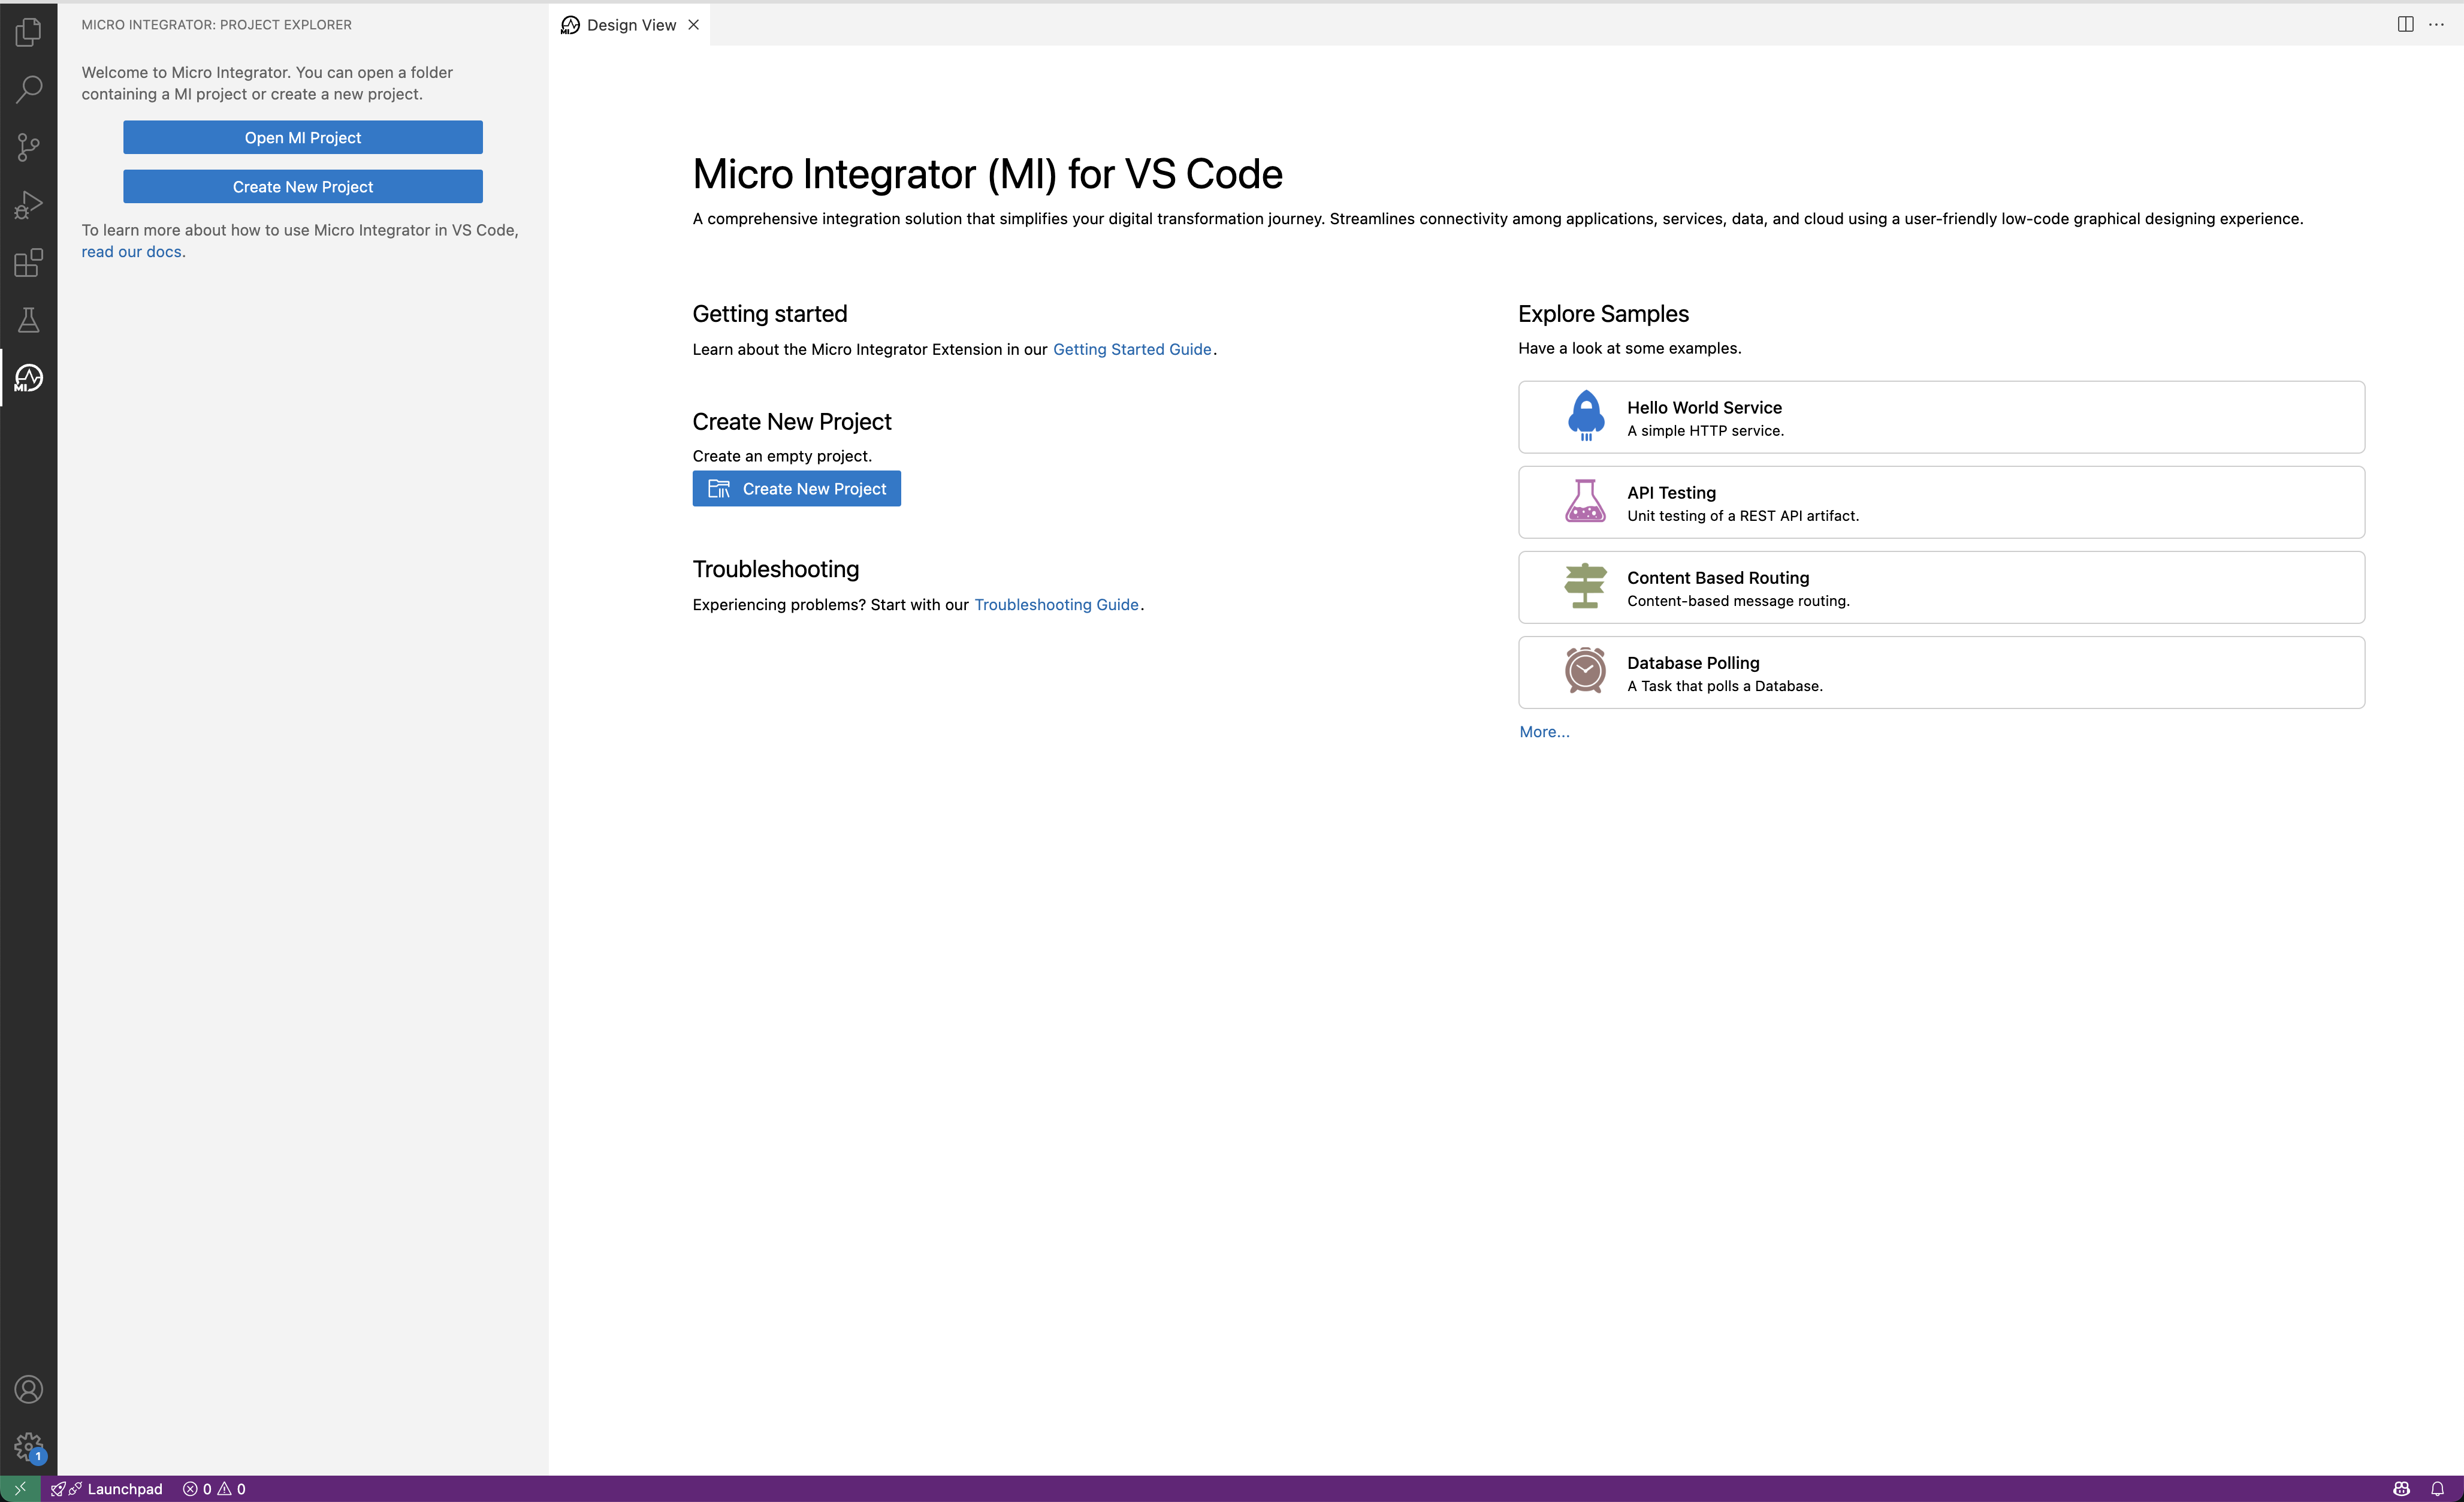 MICRO INTEGRATOR: PROJECT EXPLORER
Welcome to Micro Integrator. You can open a folder
containing a MI project or create a new project.
Open MI Project
Create New Project
To learn more about how to use Micro Integrator in VS Code,
read our docs.
MI
Design View
Micro Integrator (MI) for VS Code
A comprehensive integration solution that simplifies your digital transformation journey. Streamlines connectivity among applications, services, data, and cloud using a user-friendly low-code graphical designing experience.
Getting started
Learn about the Micro Integrator Extension in our Getting Started Guide.
Create New Project
Create an empty project.
Create New Project
Troubleshooting
Experiencing problems? Start with our Troubleshooting Guide.
Explore Samples
Have a look at some examples.
Hello World Service
A simple HTTP service.
API Testing
Unit testing of a REST API artifact.
Content Based Routing
Content-based message routing.
Database Polling
A Task that polls a Database.
More...
MI
1
Launchpad 0 0